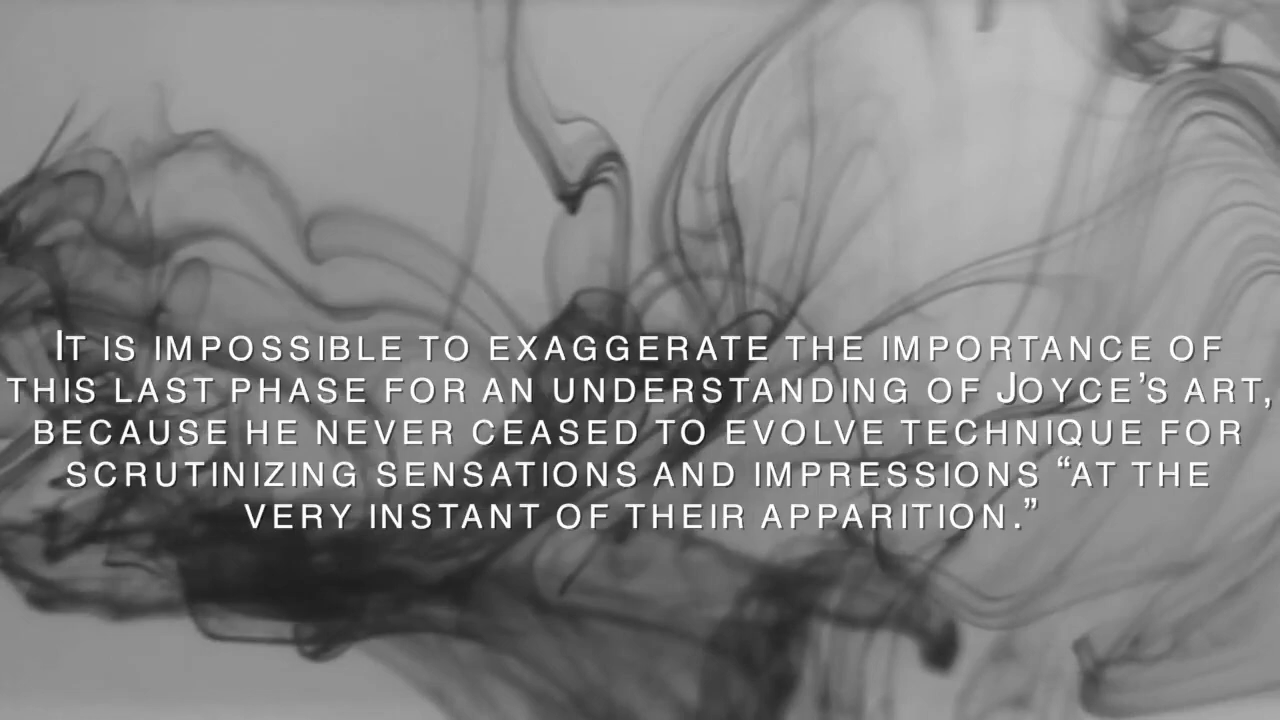 It is impossible to exaggerate the importance of
this last phase for an understanding of Joyce’s art,
because he never ceased to evolve technique for
scrutinizing sensations and impressions “at the
very instant of their apparition.”